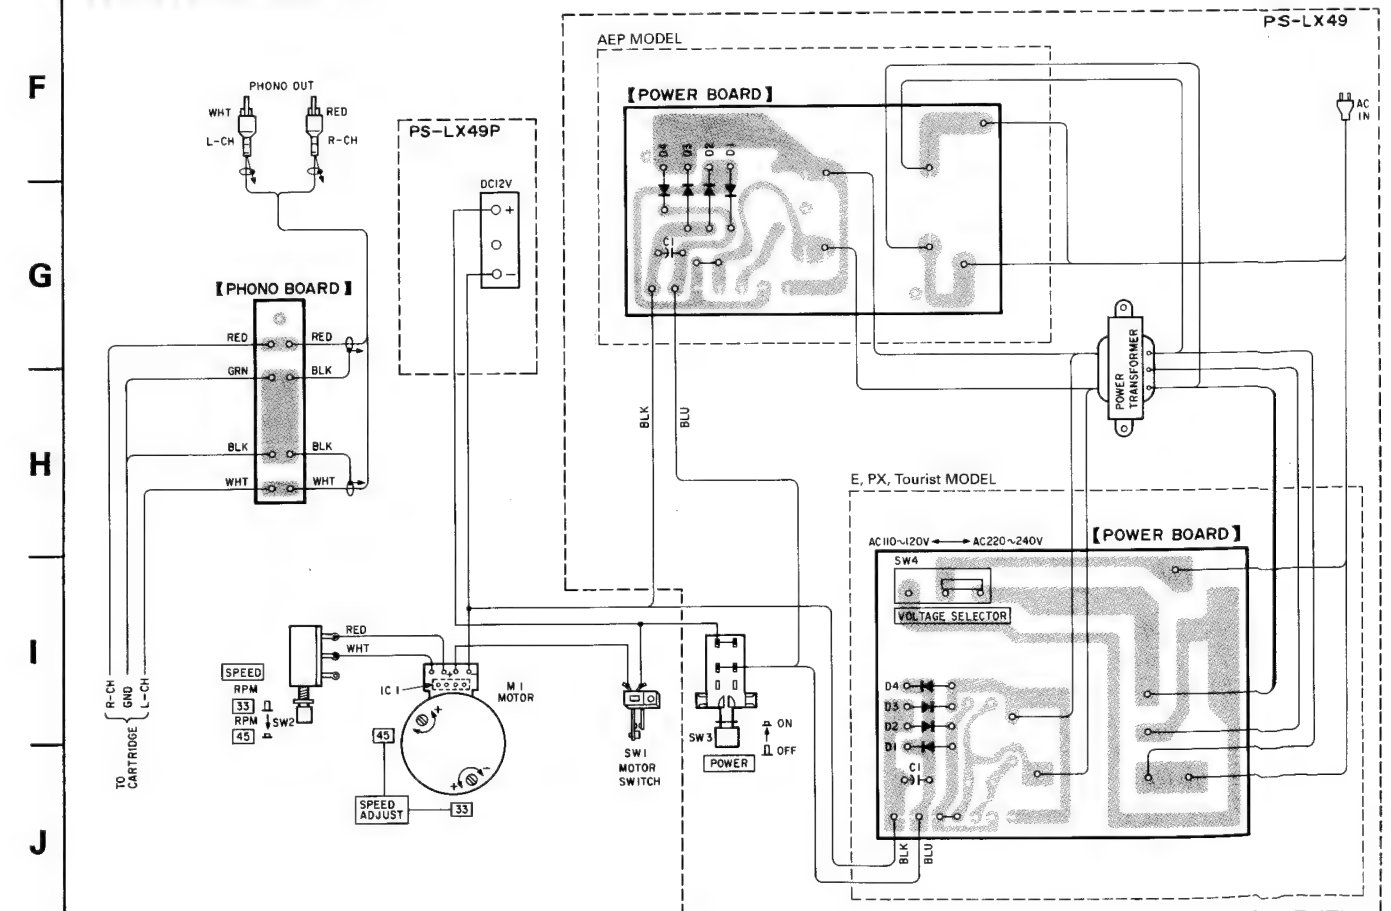 PS-LX49
AEP MODEL
F
PHONO OUT
WHT
RED
L-CH
R-CH
PS-LX49P
【POWER BOARD】
AC
IN
D4
D3
D2
D1
DC12V
+
−
C1
G
【PHONO BOARD】
RED
RED
GRN
BLK
BLK
BLK
WHT
WHT
POWER
TRANSFORMER
BLK
BLU
H
E, PX, Tourist MODEL
AC110~120V ↔ AC220~240V
【POWER BOARD】
SW4
VOLTAGE SELECTOR
I
RED
WHT
SPEED
RPM
33
RPM
45
SW2
IC1
+
M1
MOTOR
+
−
+
45
33
SPEED
ADJUST
R-CH
GND
L-CH
TO
CARTRIDGE
SW1
MOTOR
SWITCH
SW3
POWER
ON
OFF
D4
D3
D2
D1
C1
BLK
BLU
J